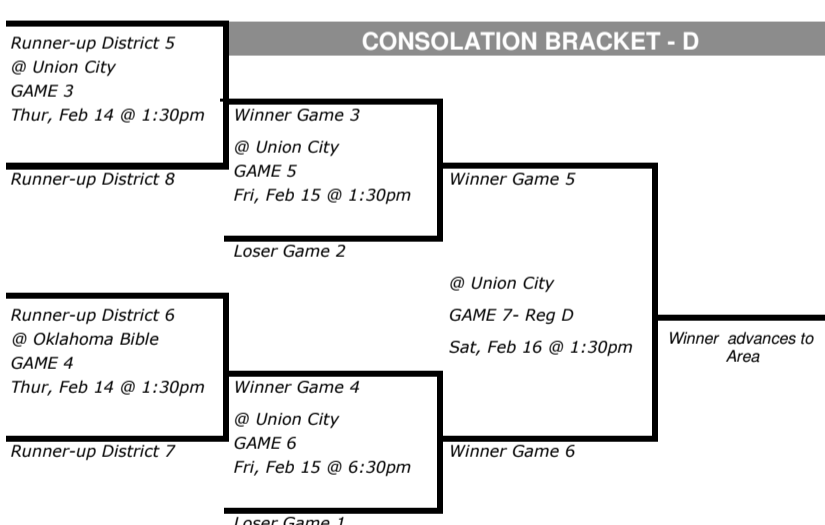 CONSOLATION BRACKET - D
Runner-up District 5
@ Union City
GAME 3
Thur, Feb 14 @ 1:30pm
Runner-up District 8
Winner Game 3
@ Union City
GAME 5
Fri, Feb 15 @ 1:30pm
Loser Game 2
Runner-up District 6
@ Oklahoma Bible
GAME 4
Thur, Feb 14 @ 1:30pm
Runner-up District 7
Winner Game 4
@ Union City
GAME 6
Fri, Feb 15 @ 6:30pm
Loser Game 1
Winner Game 5
@ Union City
GAME 7- Reg D
Sat, Feb 16 @ 1:30pm
Winner Game 6
Winner advances to
Area